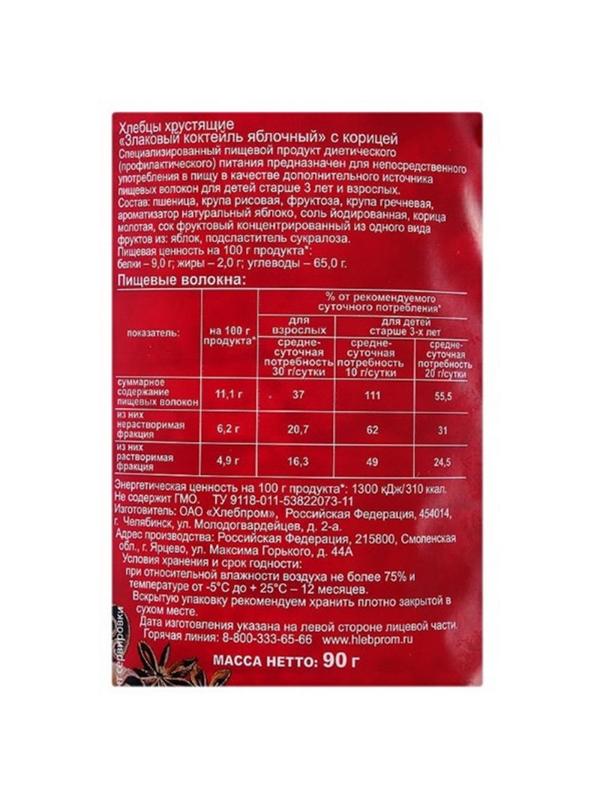 Хлебцы хрустящие
«Злаковый коктейль яблочный» с корицей
Специализированный пищевой продукт диетического
(профилактического) питания предназначен для непосредственного
употребления в пищу в качестве дополнительного источника
пищевых волокон для детей старше 3 лет и взрослых.
Состав: пшеница, крупа рисовая, фруктоза, крупа гречневая,
ароматизатор натуральный яблоко, соль йодированная, корица
молотая, сок фруктовый концентрированный из одного вида
фруктов из: яблок, подсластитель сукралоза.
Пищевая ценность на 100 г продукта*:
белки – 9,0 г; жиры – 2,0 г; углеводы – 65,0 г.
Пищевые волокна:
показатель:
на 100 г
продукта*
% от рекомендуемого
суточного потребления*
для
взрослых
для детей
старше 3-х лет
средне-
суточная
потребность
30 г/сутки
средне-
суточная
потребность
10 г/сутки
средне-
суточная
потребность
20 г/сутки
суммарное
содержание
пищевых волокон
11,1 г
37
111
55,5
из них
нерастворимая
фракция
6,2 г
20,7
62
31
из них
растворимая
фракция
4,9 г
16,3
49
24,5
Энергетическая ценность на 100 г продукта*: 1300 кДж/310 ккал.
Не содержит ГМО. ТУ 9118-011-53822073-11
Изготовитель: ОАО «Хлебпром», Российская Федерация, 454014,
г. Челябинск, ул. Молодогвардейцев, д. 2-а.
Адрес производства: Российская Федерация, 215800, Смоленская
обл., г. Ярцево, ул. Максима Горького, д. 44А
Условия хранения и срок годности:
при относительной влажности воздуха не более 75% и
температуре от -5°С до + 25°С – 12 месяцев.
Вскрытую упаковку рекомендуем хранить плотно закрытой в
сухом месте.
Дата изготовления указана на левой стороне лицевой части.
Горячая линия: 8-800-333-65-66 www.hlebprom.ru
МАССА НЕТТО: 90 г
сервировки